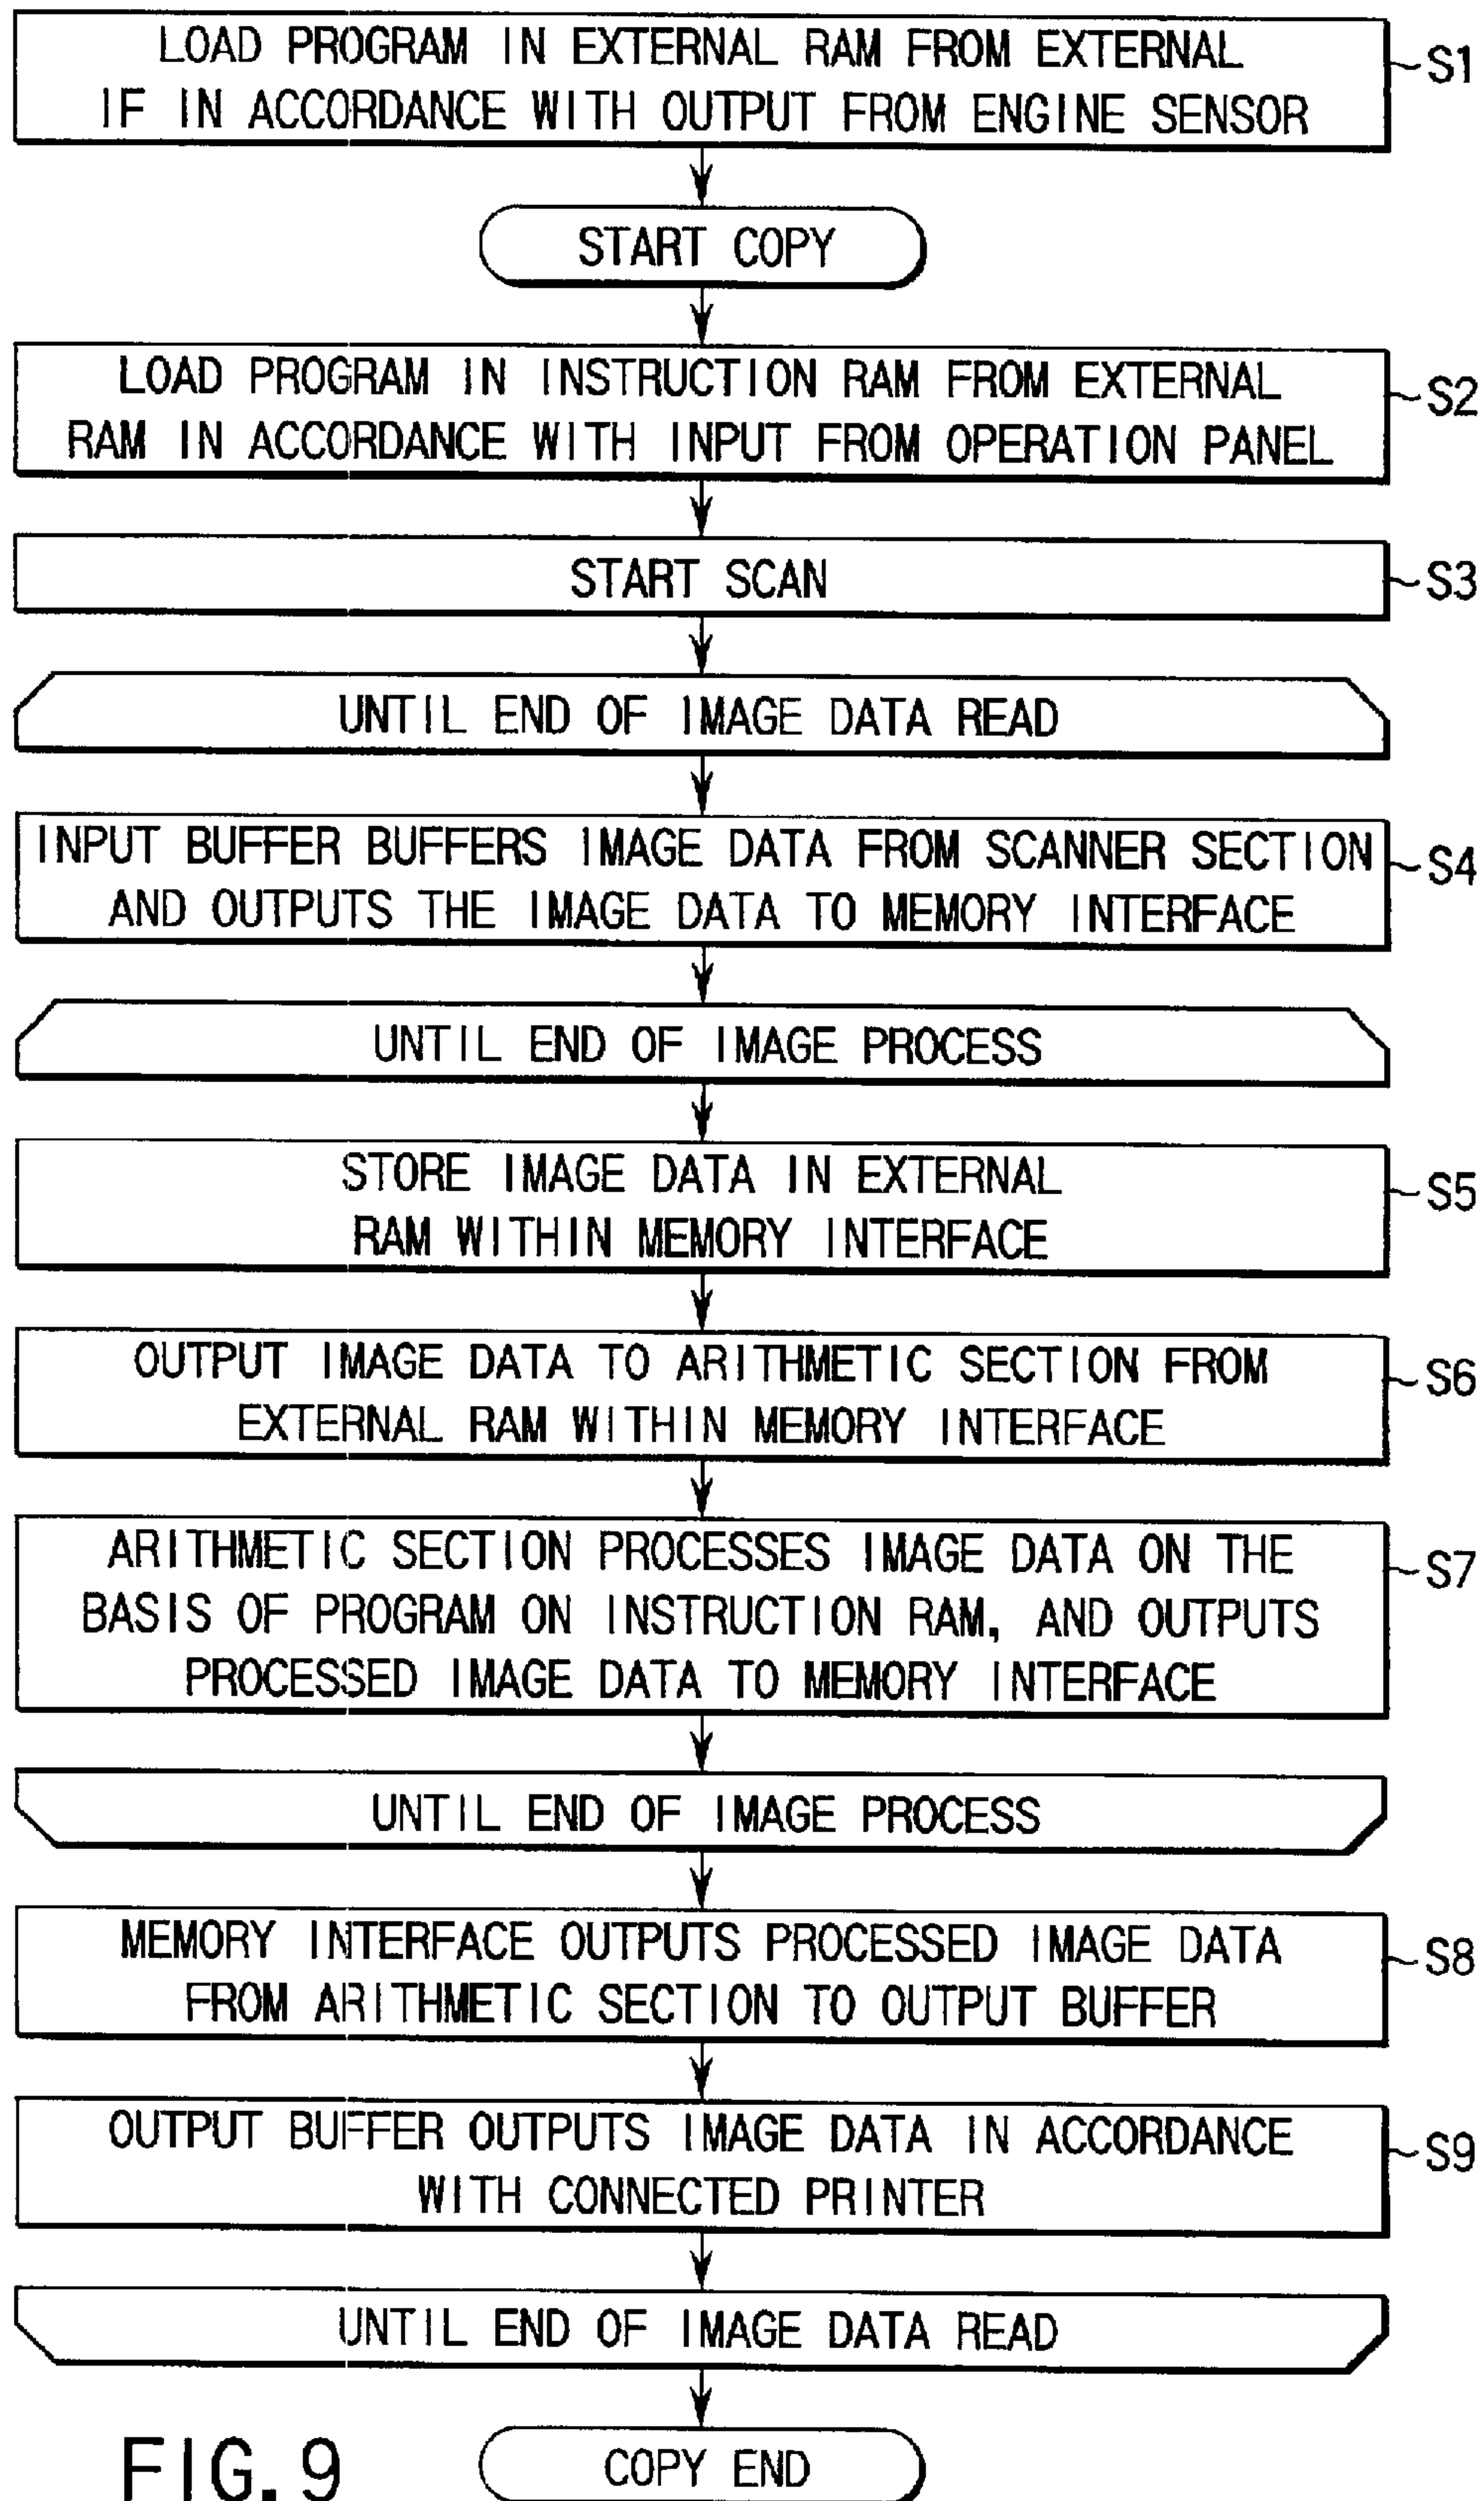 LOAD PROGRAM IN EXTERNAL RAM FROM EXTERNAL
IF IN ACCORDANCE WITH OUTPUT FROM ENGINE SENSOR
S1
START COPY
LOAD PROGRAM IN INSTRUCTION RAM FROM EXTERNAL
RAM IN ACCORDANCE WITH INPUT FROM OPERATION PANEL
S2
START SCAN
S3
UNTIL END OF IMAGE DATA READ
INPUT BUFFER BUFFERS IMAGE DATA FROM SCANNER SECTION
AND OUTPUTS THE IMAGE DATA TO MEMORY INTERFACE
S4
UNTIL END OF IMAGE PROCESS
STORE IMAGE DATA IN EXTERNAL
RAM WITHIN MEMORY INTERFACE
S5
OUTPUT IMAGE DATA TO ARITHMETIC SECTION FROM
EXTERNAL RAM WITHIN MEMORY INTERFACE
S6
ARITHMETIC SECTION PROCESSES IMAGE DATA ON THE
BASIS OF PROGRAM ON INSTRUCTION RAM, AND OUTPUTS
PROCESSED IMAGE DATA TO MEMORY INTERFACE
S7
UNTIL END OF IMAGE PROCESS
MEMORY INTERFACE OUTPUTS PROCESSED IMAGE DATA
FROM ARITHMETIC SECTION TO OUTPUT BUFFER
S8
OUTPUT BUFFER OUTPUTS IMAGE DATA IN ACCORDANCE
WITH CONNECTED PRINTER
S9
UNTIL END OF IMAGE DATA READ
COPY END
FIG. 9